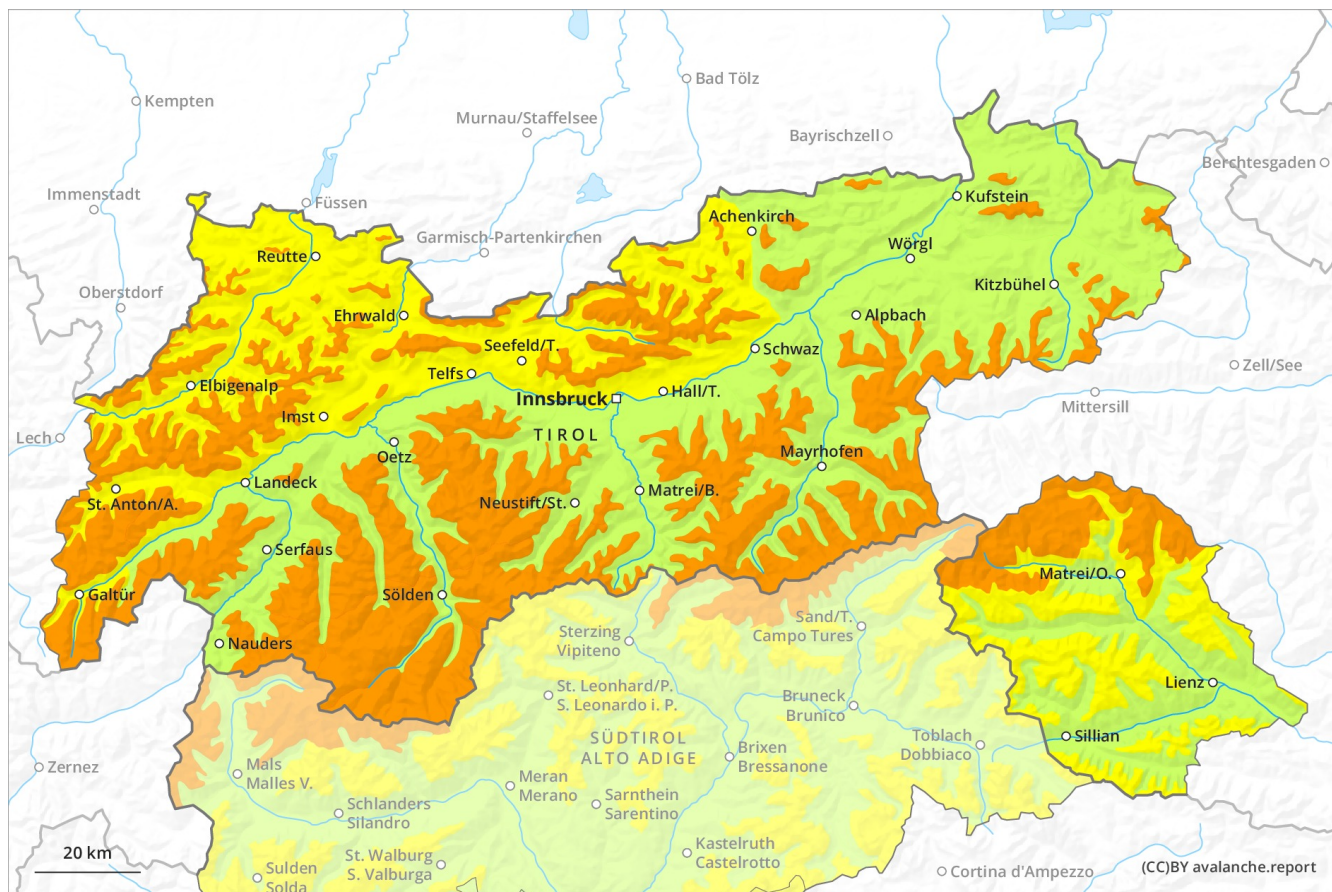 Bad Tölz
Kempten
Murnau/Staffelsee
Bayrischzell
Berchtesgaden
Immenstadt
Füssen
Kufstein
Achenkirch
Garmisch-Partenkirchen
Reutte
Wörgl
Oberstdorf
Kitzbühel
Ehrwald
Alpbach
Seefeld/T.
Schwaz
Zell/See
Telfs
Elbigenalp
Hall/T.
Innsbruck
Mittersill
Imst
Lech
TIROL
Oetz
Mayrhofen
Landeck
St. Anton/A.
Neustift/St.
Matrei/B.
Serfaus
Matrei/O.
Galtür
Sölden
Sand/T.
Campo Tures
Sterzing
Vipiteno
Nauders
Lienz
St. Leonhard/P.
S. Leonardo i. P.
Bruneck
Brunico
Sillian
Toblach
Dobbiaco
SÜDTIROL
ALTO ADIGE
Brixen
Bressanone
Zernez
Mals
Malles V.
Meran
Merano
Sarnthein
Sarentino
Schlanders
Silandro
Kastelruth
Castelrotto
20 km
St. Walburg
S. Valburga
Sulden
Solda
Cortina d'Ampezzo
(CC)BY avalanche.report